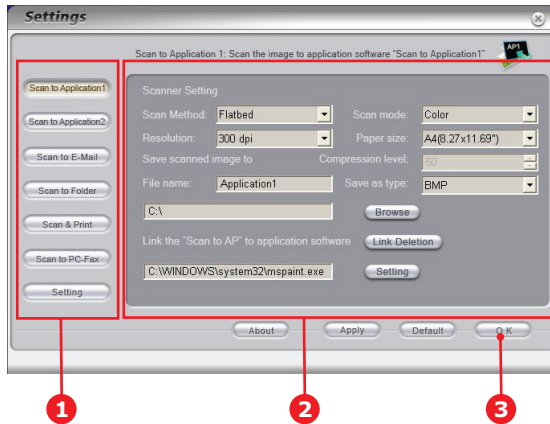 Settings
Scan to Application 1: Scan the image to application software "Scan to Application1"
AP1
Scan to Application1
Scan to Application2
Scan to E-Mail
Scan to Folder
Scan & Print
Scan to PC-Fax
Setting
Scanner Setting
Scan Method: Flatbed Scan mode: Color
Resolution: 300 dpi Paper size: A4(8.27x11.69")
Save scanned image to Compression level; 50
File name: Application1 Save as type: BMP
C:\ Browse
Link the "Scan to AP" to application software Link Deletion
C:\WINDOWS\system32\mspaint.exe Setting
About Apply Default OK
1 2 3